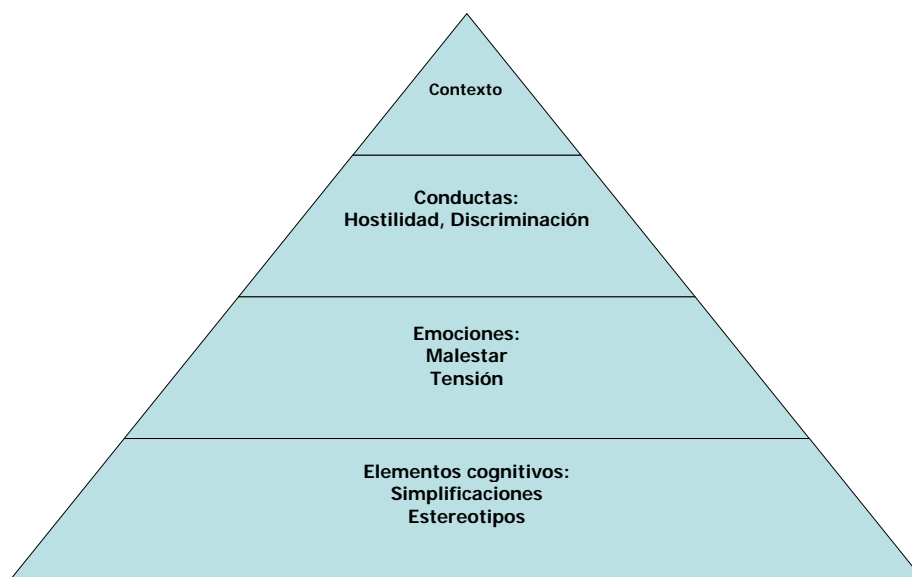 Contexto
Conductas:
Hostilidad, Discriminación
Emociones:
Malestar
Tensión
Elementos cognitivos:
Simplificaciones
Estereotipos